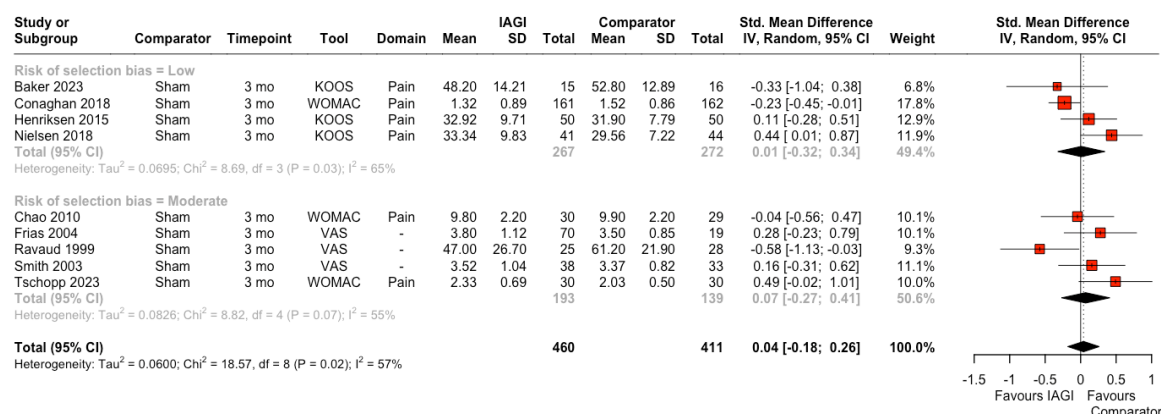 Study or IAGI Comparator Std. Mean Difference Std. Mean Difference
Subgroup Comparator Timepoint Tool Domain Mean SD Total Mean SD Total IV, Random, 95% CI Weight IV, Random, 95% CI
Risk of selection bias = Low
Baker 2023 Sham 3 mo KOOS Pain 48.20 14.21 15 52.80 12.89 16 -0.33 [-1.04; 0.38] 6.8%
Conaghan 2018 Sham 3 mo WOMAC Pain 1.32 0.89 161 1.52 0.86 162 -0.23 [-0.45; -0.01] 17.8%
Henriksen 2015 Sham 3 mo KOOS Pain 32.92 9.71 50 31.90 7.79 50 0.11 [-0.28; 0.51] 12.9%
Nielsen 2018 Sham 3 mo KOOS Pain 33.34 9.83 41 29.56 7.22 44 0.44 [ 0.01; 0.87] 11.9%
Total (95% CI) 267 272 0.01 [-0.32; 0.34] 49.4%
Heterogeneity: Tau² = 0.0695; Chi² = 8.69, df = 3 (P = 0.03); I² = 65%
Risk of selection bias = Moderate
Chao 2010 Sham 3 mo WOMAC Pain 9.80 2.20 30 9.90 2.20 29 -0.04 [-0.56; 0.47] 10.1%
Frias 2004 Sham 3 mo VAS - 3.80 1.12 70 3.50 0.85 19 0.28 [-0.23; 0.79] 10.1%
Ravaud 1999 Sham 3 mo VAS - 47.00 26.70 25 61.20 21.90 28 -0.58 [-1.13; -0.03] 9.3%
Smith 2003 Sham 3 mo VAS - 3.52 1.04 38 3.37 0.82 33 0.16 [-0.31; 0.62] 11.1%
Tschopp 2023 Sham 3 mo WOMAC Pain 2.33 0.69 30 2.03 0.50 30 0.49 [-0.02; 1.01] 10.0%
Total (95% CI) 193 139 0.07 [-0.27; 0.41] 50.6%
Heterogeneity: Tau² = 0.0826; Chi² = 8.82, df = 4 (P = 0.07); I² = 55%
Total (95% CI) 460 411 0.04 [-0.18; 0.26] 100.0%
Heterogeneity: Tau² = 0.0600; Chi² = 18.57, df = 8 (P = 0.02); I² = 57%
-1.5 -1 -0.5 0 0.5 1
Favours IAGI Favours
Comparator